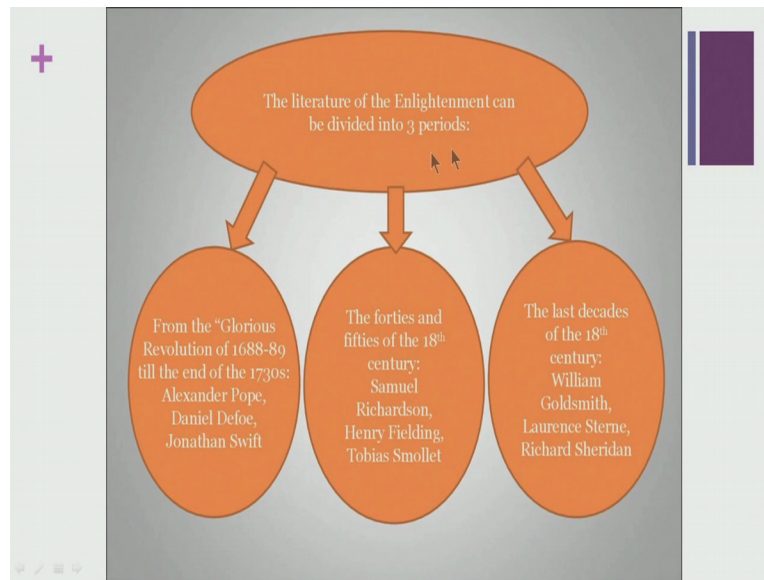 The literature of the Enlightenment can
be divided into 3 periods:
From the “Glorious
Revolution of 1688-89
till the end of the 1730s:
Alexander Pope,
Daniel Defoe,
Jonathan Swift
The forties and
fifties of the 18th
century:
Samuel
Richardson,
Henry Fielding,
Tobias Smollet
The last decades
of the 18th
century:
William
Goldsmith,
Laurence Sterne,
Richard Sheridan